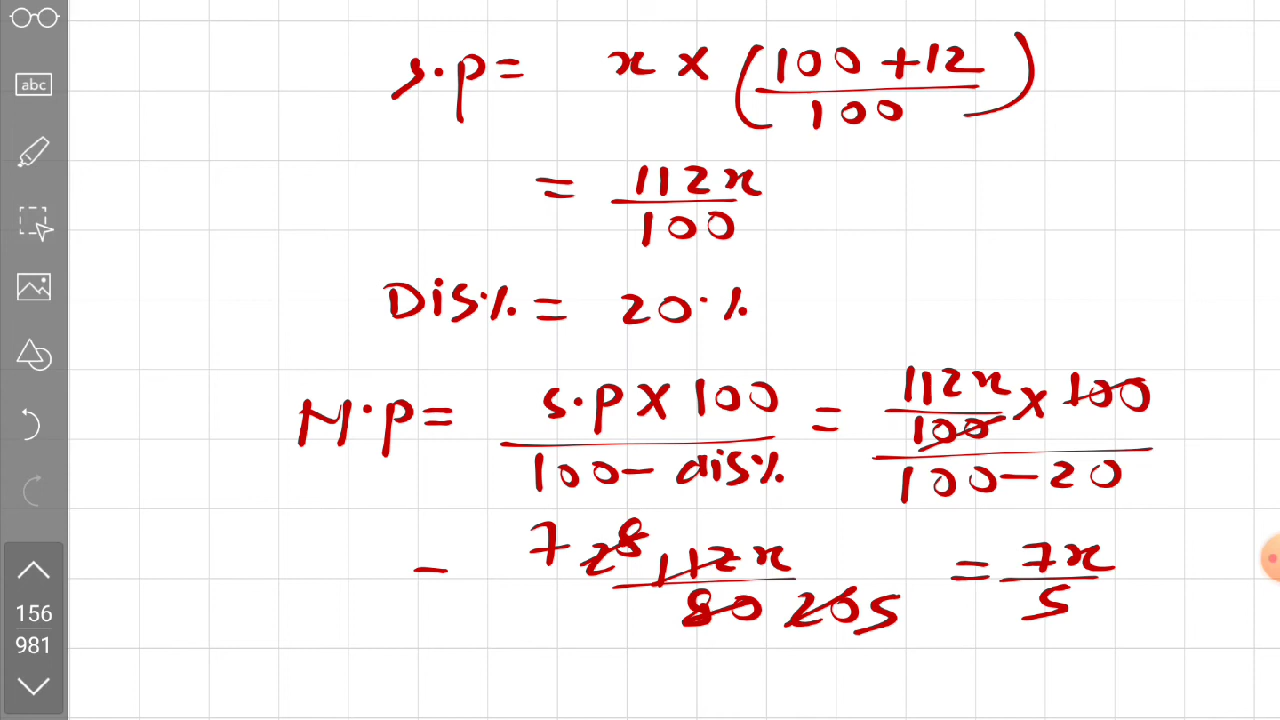 abc
s.p = x × (100 + 12 / 100)
= 112x / 100
Dis.% = 20.%
M.p = s.p × 100 / 100 - dis% = 112x / 100 × 100 / 100 - 20
- 7 28 112x / 80 20 5 = 7x / 5
156
981